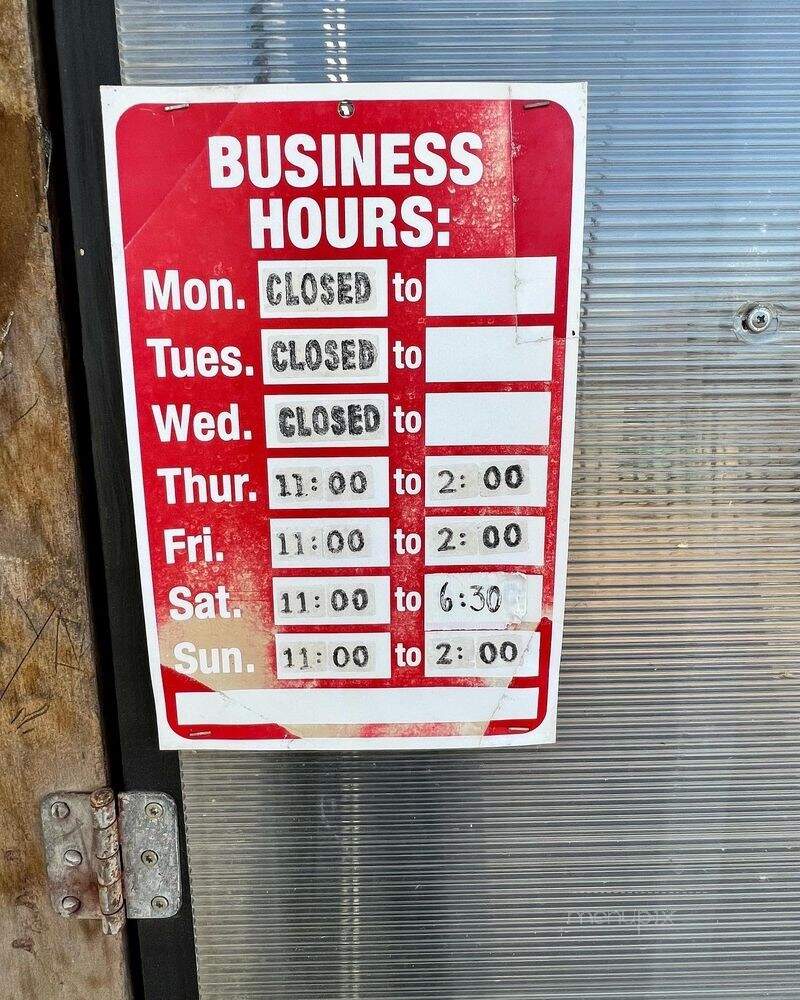 BUSINESS
HOURS:
Mon. CLOSED to
Tues. CLOSED to
Wed. CLOSED to
Thur. 11:00 to 2:00
Fri. 11:00 to 2:00
Sat. 11:00 to 6:30
Sun. 11:00 to 2:00
menupix